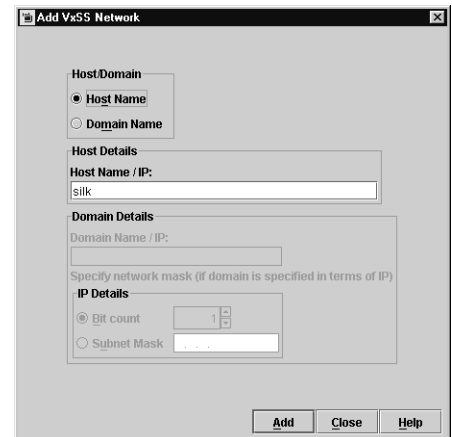 Add VxSS Network
Host/Domain
Host Name
Domain Name
Host Details
Host Name / IP:
silk
Domain Details
Domain Name / IP:
Specify network mask (if domain is specified in terms of IP)
IP Details
Bit count 1
Subnet Mask . . .
Add Close Help